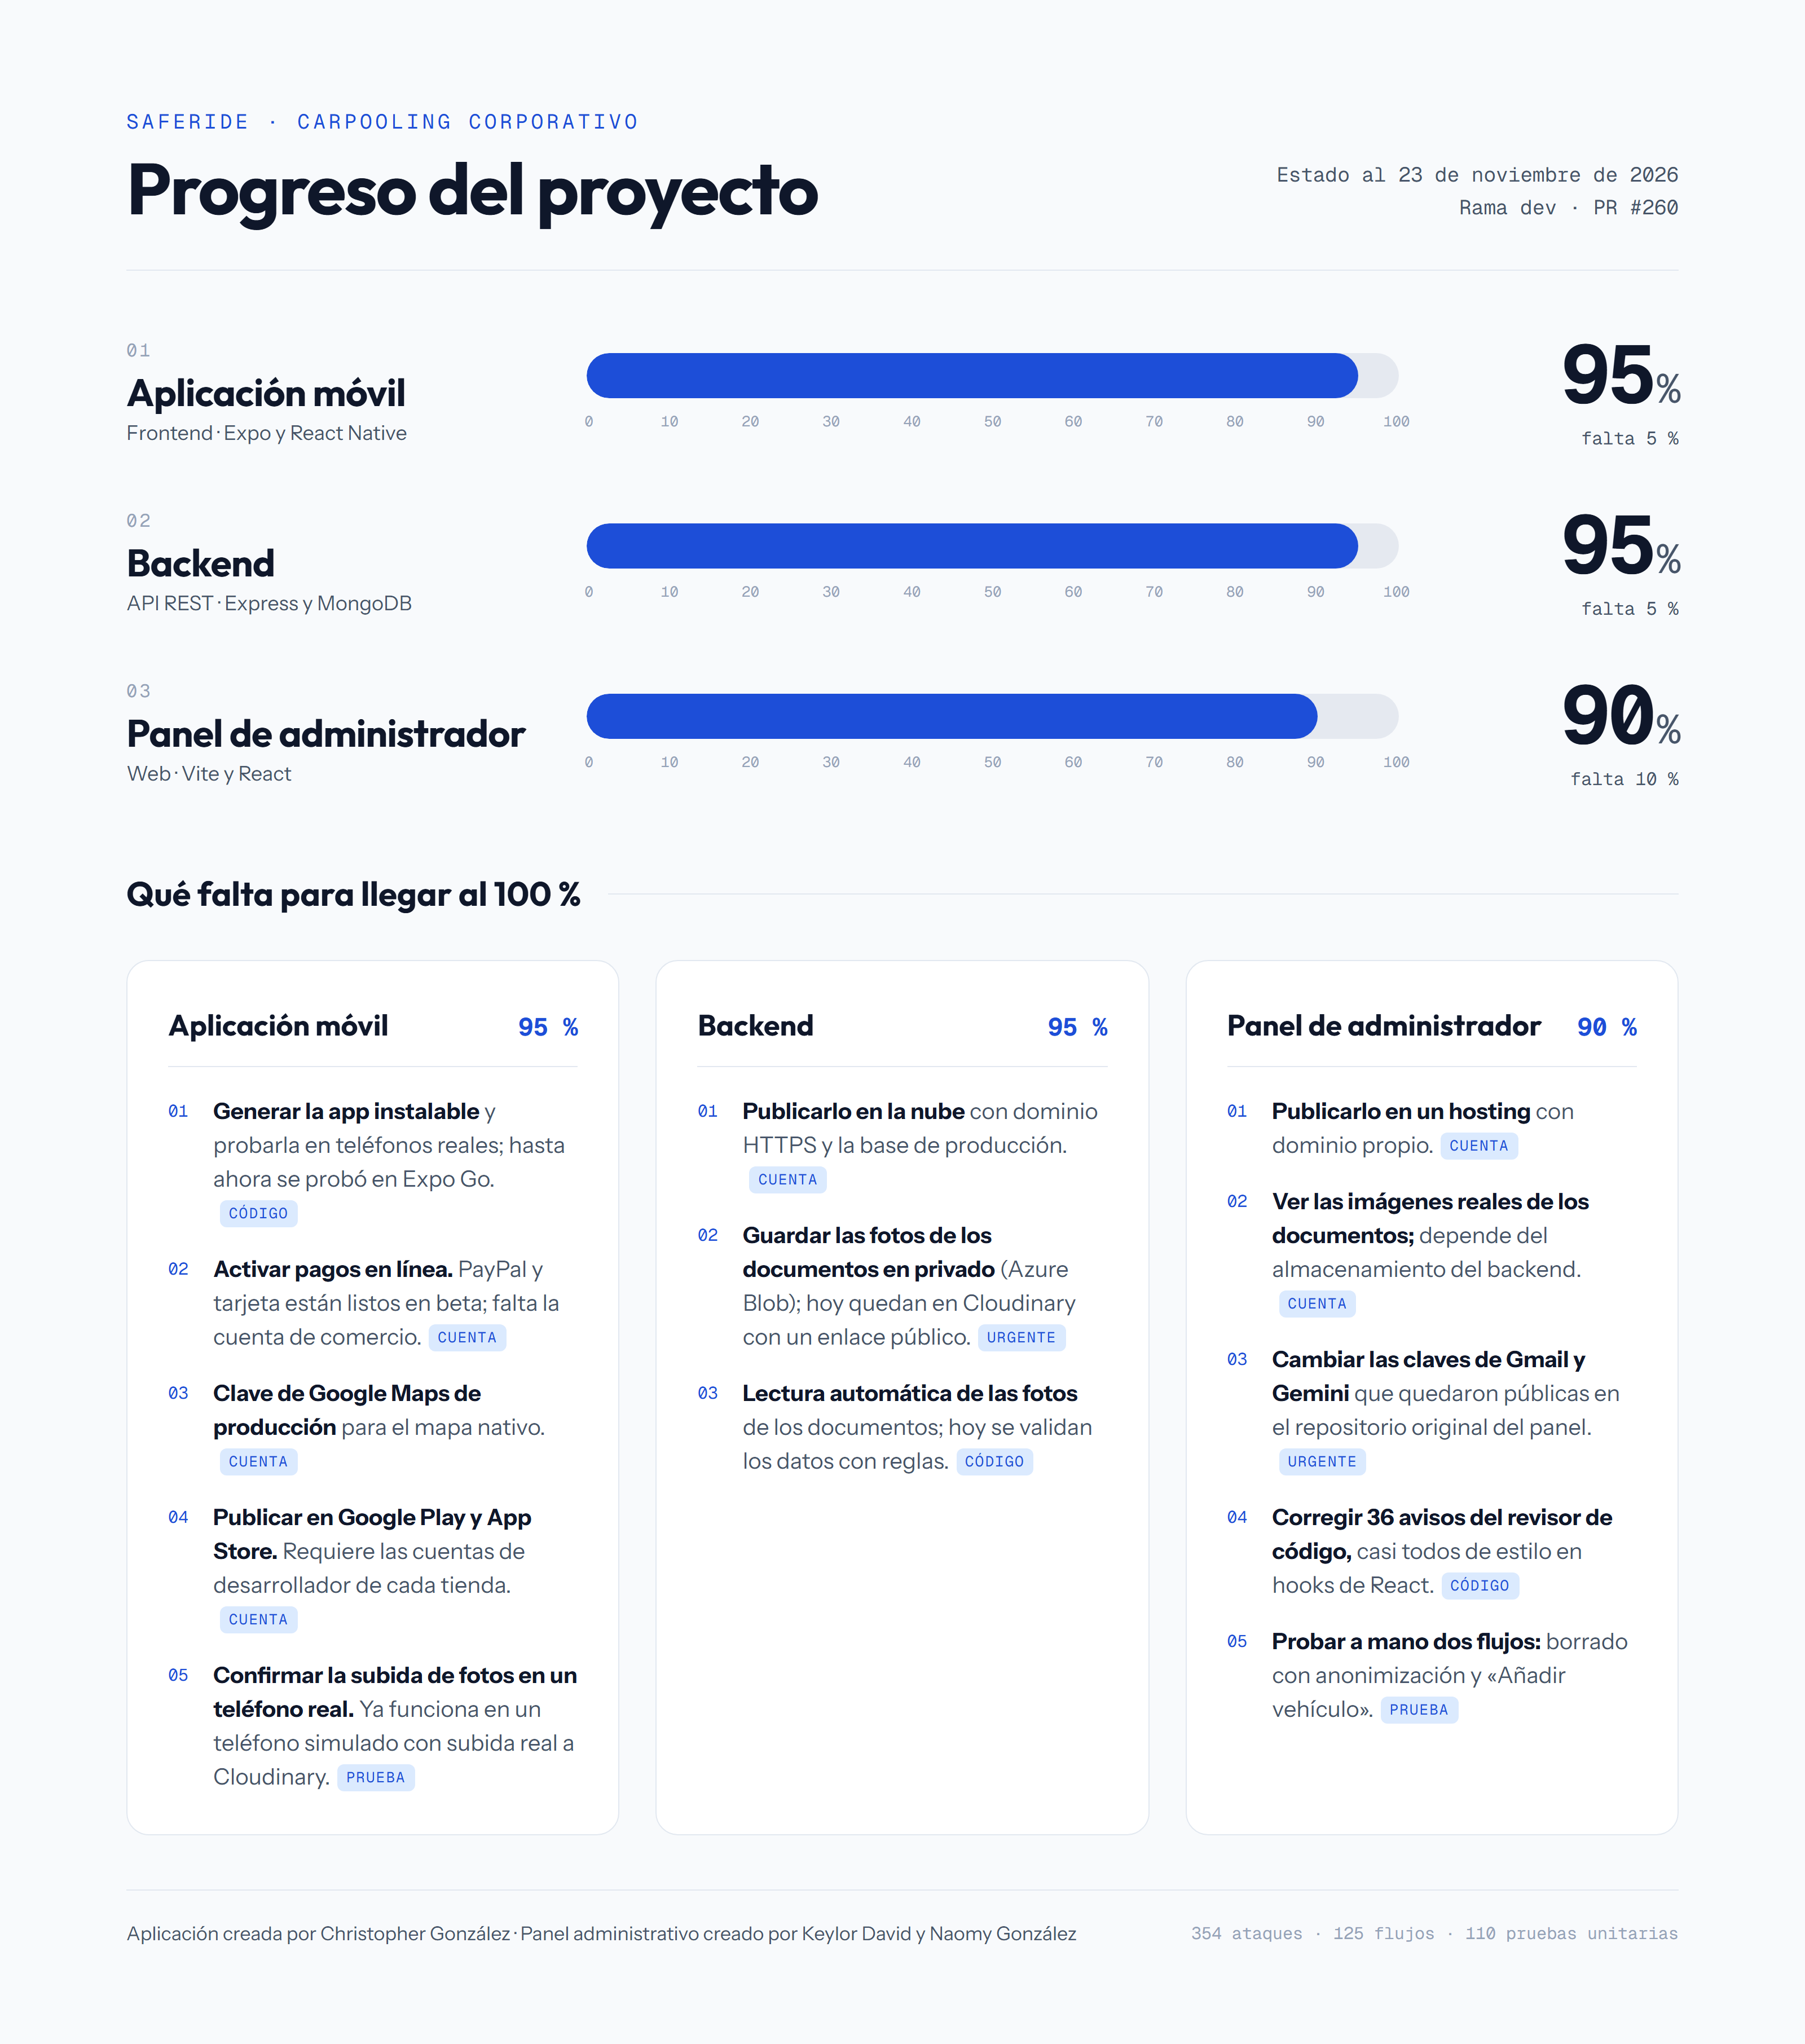 SAFERIDE · CARPOOLING CORPORATIVO
Progreso del proyecto
Estado al 23 de noviembre de 2026
Rama dev · PR #260
01
Aplicación móvil
Frontend · Expo y React Native
0 10 20 30 40 50 60 70 80 90 100
95%
falta 5 %
02
Backend
API REST · Express y MongoDB
0 10 20 30 40 50 60 70 80 90 100
95%
falta 5 %
03
Panel de administrador
Web · Vite y React
0 10 20 30 40 50 60 70 80 90 100
90%
falta 10 %
Qué falta para llegar al 100 %
Aplicación móvil 95 %
01 Generar la app instalable y
probarla en teléfonos reales; hasta
ahora se probó en Expo Go.
CÓDIGO
02 Activar pagos en línea. PayPal y
tarjeta están listos en beta; falta la
cuenta de comercio. CUENTA
03 Clave de Google Maps de
producción para el mapa nativo.
CUENTA
04 Publicar en Google Play y App
Store. Requiere las cuentas de
desarrollador de cada tienda.
CUENTA
05 Confirmar la subida de fotos en un
teléfono real. Ya funciona en un
teléfono simulado con subida real a
Cloudinary. PRUEBA
Backend 95 %
01 Publicarlo en la nube con dominio
HTTPS y la base de producción.
CUENTA
02 Guardar las fotos de los
documentos en privado (Azure
Blob); hoy quedan en Cloudinary
con un enlace público. URGENTE
03 Lectura automática de las fotos
de los documentos; hoy se validan
los datos con reglas. CÓDIGO
Panel de administrador 90 %
01 Publicarlo en un hosting con
dominio propio. CUENTA
02 Ver las imágenes reales de los
documentos; depende del
almacenamiento del backend.
CUENTA
03 Cambiar las claves de Gmail y
Gemini que quedaron públicas en
el repositorio original del panel.
URGENTE
04 Corregir 36 avisos del revisor de
código, casi todos de estilo en
hooks de React. CÓDIGO
05 Probar a mano dos flujos: borrado
con anonimización y «Añadir
vehículo». PRUEBA
Aplicación creada por Christopher González · Panel administrativo creado por Keylor David y Naomy González
354 ataques · 125 flujos · 110 pruebas unitarias